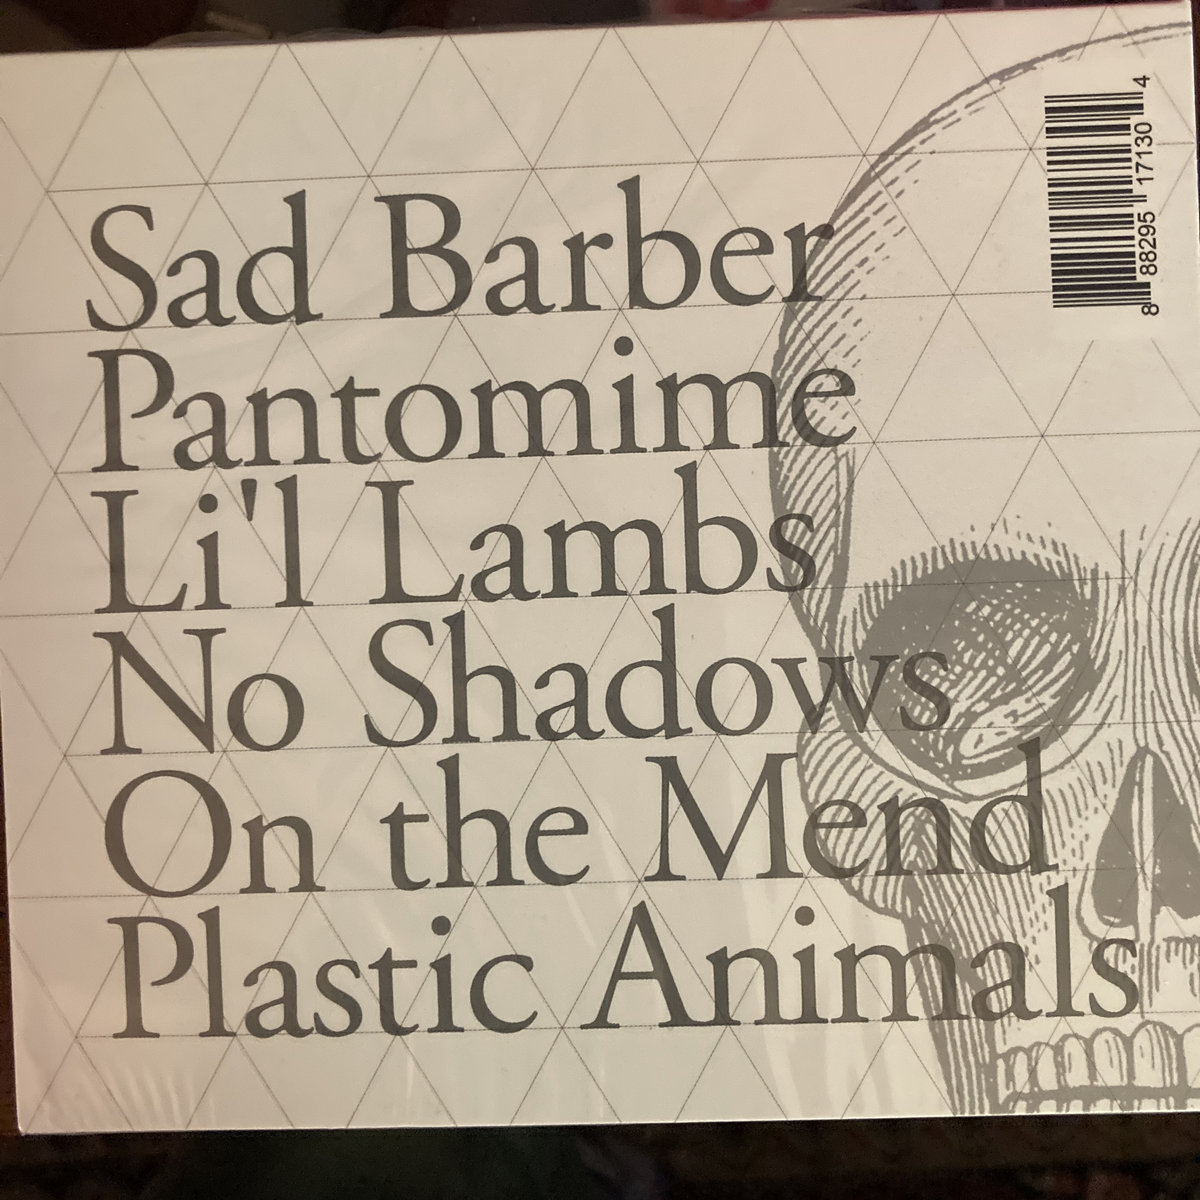 Sad Barber
Pantomime
Li'l Lambs
No Shadows
On the Mend
Plastic Animals
8 88295 17130 4